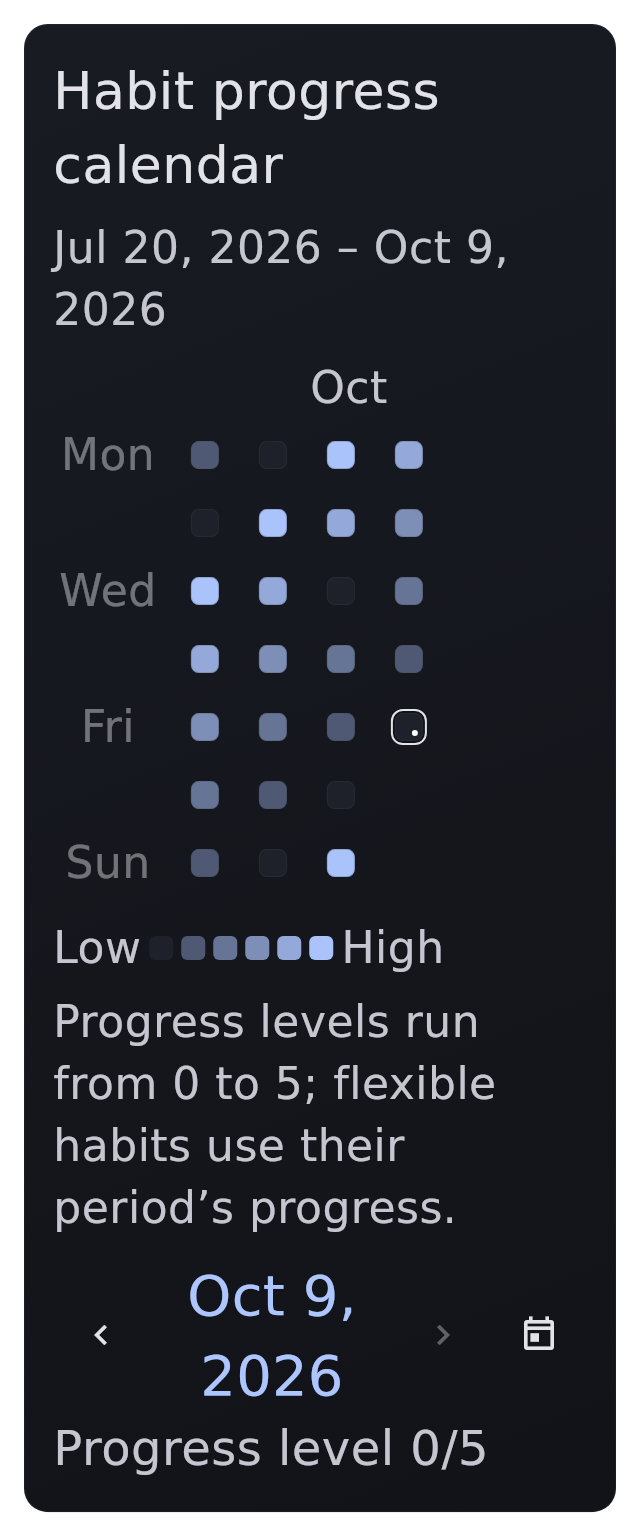 Habit progress
calendar
Jul 20, 2026 – Oct 9,
2026
Oct
Mon
Wed
Fri
Sun
Low High
Progress levels run
from 0 to 5; flexible
habits use their
period’s progress.
Oct 9,
2026
Progress level 0/5